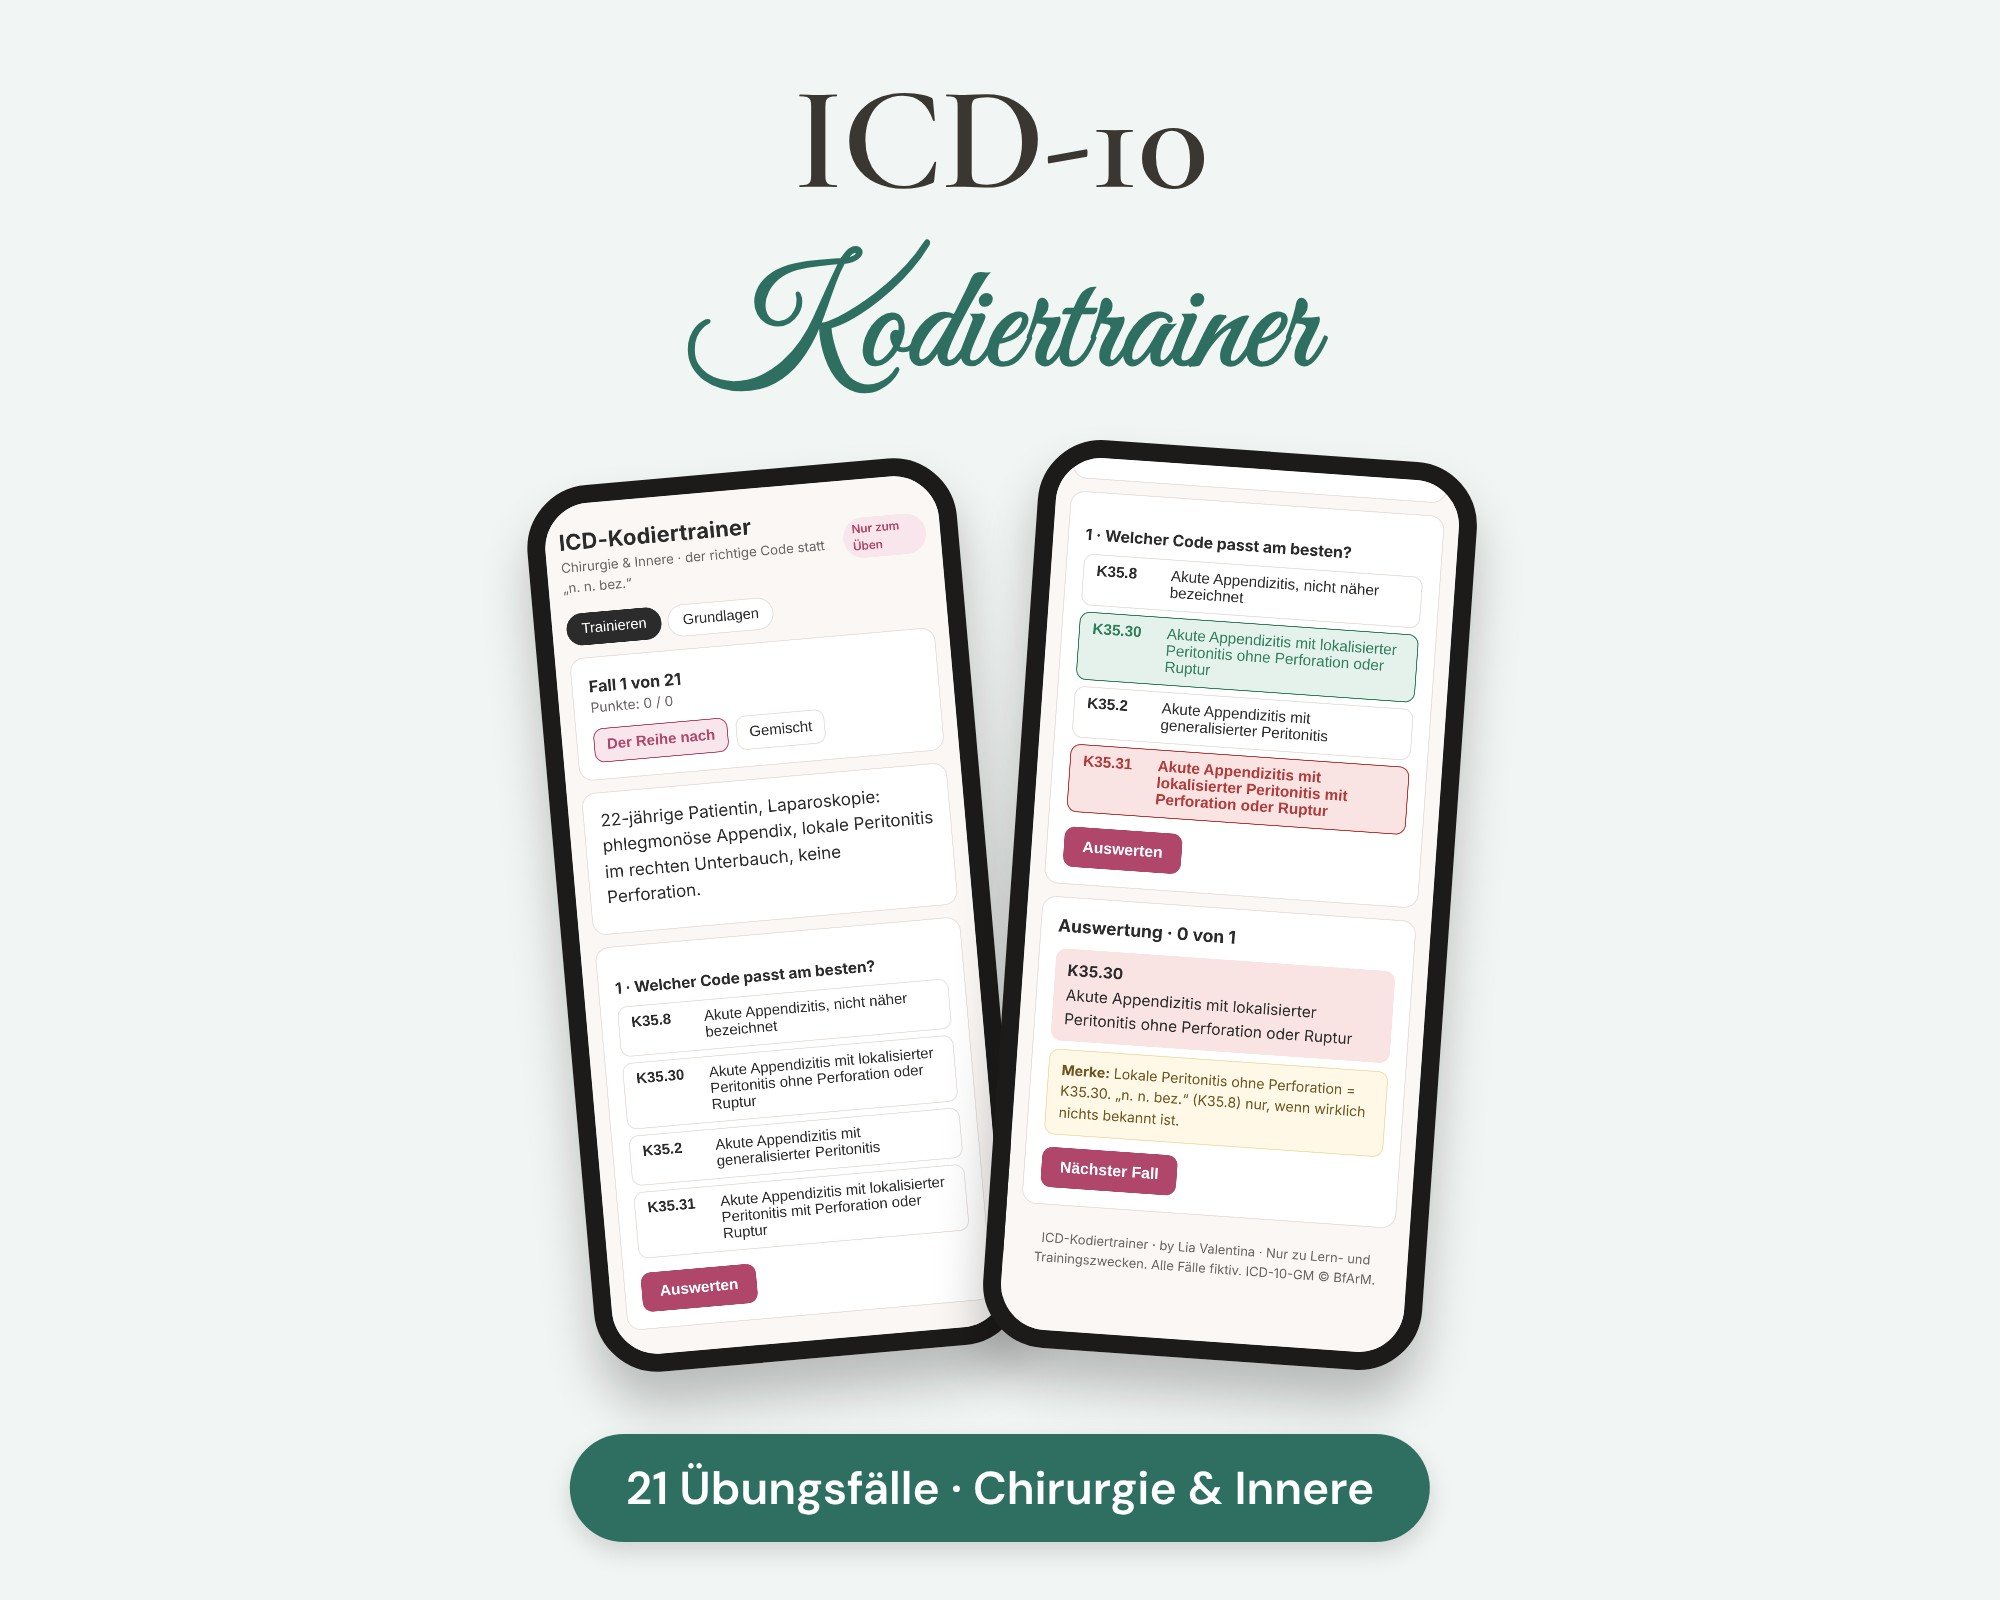 ICD-10
Kodiertrainer
ICD-Kodiertrainer
Chirurgie & Innere · der richtige Code statt
„n. n. bez.“
Nur zum
Üben
Trainieren
Grundlagen
Fall 1 von 21
Punkte: 0 / 0
Der Reihe nach
Gemischt
22-jährige Patientin, Laparoskopie:
phlegmonöse Appendix, lokale Peritonitis
im rechten Unterbauch, keine
Perforation.
1 · Welcher Code passt am besten?
K35.8 Akute Appendizitis, nicht näher
bezeichnet
K35.30 Akute Appendizitis mit lokalisierter
Peritonitis ohne Perforation oder
Ruptur
K35.2 Akute Appendizitis mit
generalisierter Peritonitis
K35.31 Akute Appendizitis mit lokalisierter
Peritonitis mit Perforation oder
Ruptur
Auswerten
1 · Welcher Code passt am besten?
K35.8 Akute Appendizitis, nicht näher
bezeichnet
K35.30 Akute Appendizitis mit lokalisierter
Peritonitis ohne Perforation oder
Ruptur
K35.2 Akute Appendizitis mit
generalisierter Peritonitis
K35.31 Akute Appendizitis mit
lokalisierter Peritonitis mit
Perforation oder Ruptur
Auswerten
Auswertung · 0 von 1
K35.30
Akute Appendizitis mit lokalisierter
Peritonitis ohne Perforation oder Ruptur
Merke: Lokale Peritonitis ohne Perforation =
K35.30. „n. n. bez.“ (K35.8) nur, wenn wirklich
nichts bekannt ist.
Nächster Fall
ICD-Kodiertrainer · by Lia Valentina · Nur zu Lern- und
Trainingszwecken. Alle Fälle fiktiv. ICD-10-GM © BfArM.
21 Übungsfälle · Chirurgie & Innere